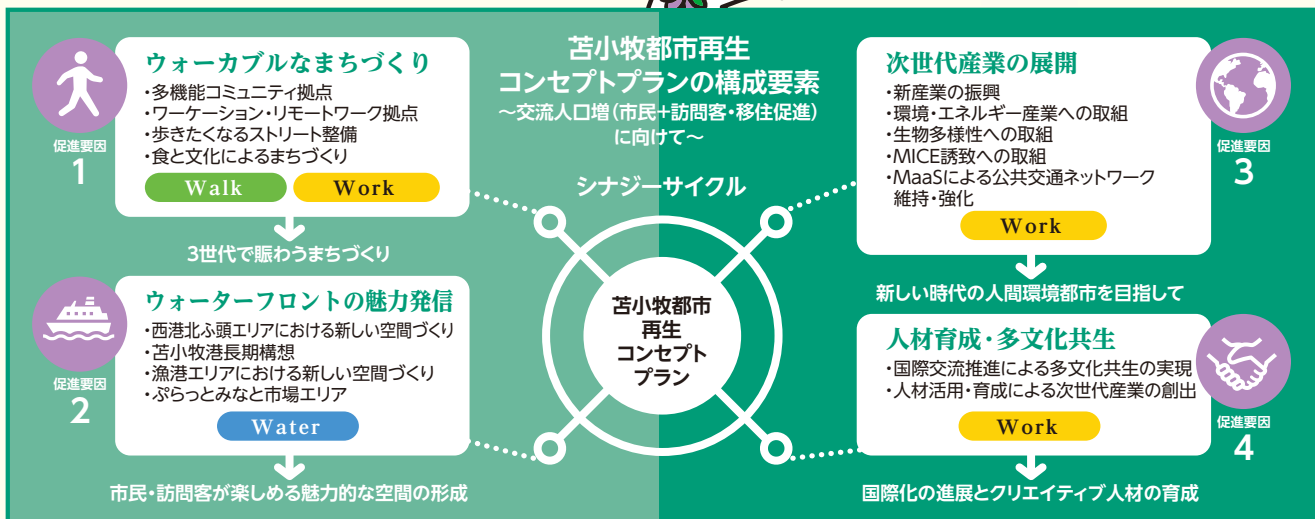 苫小牧都市再生
コンセプトプランの構成要素
～交流人口増(市民+訪問客・移住促進)
に向けて～
シナジーサイクル
苫小牧都市
再生
コンセプト
プラン
促進要因
1
ウォーカブルなまちづくり
・多機能コミュニティ拠点
・ワーケーション・リモートワーク拠点
・歩きたくなるストリート整備
・食と文化によるまちづくり
Walk
Work
3世代で賑わうまちづくり
促進要因
2
ウォーターフロントの魅力発信
・西港北ふ頭エリアにおける新しい空間づくり
・苫小牧港長期構想
・漁港エリアにおける新しい空間づくり
・ぷらっとみなと市場エリア
Water
市民・訪問客が楽しめる魅力的な空間の形成
次世代産業の展開
・新産業の振興
・環境・エネルギー産業への取組
・生物多様性への取組
・MICE誘致への取組
・MaaSによる公共交通ネットワーク
維持・強化
Work
促進要因
3
新しい時代の人間環境都市を目指して
人材育成・多文化共生
・国際交流推進による多文化共生の実現
・人材活用・育成による次世代産業の創出
Work
促進要因
4
国際化の進展とクリエイティブ人材の育成